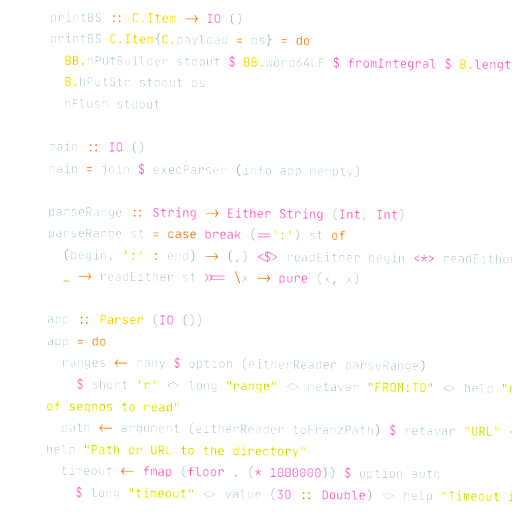 printBS :: C.Item → IO ()
printBS C.Item{C.payload = bs} = do
BB.hPutBuilder stdout $ BB.word64LE $ fromIntegral $ B.lengt
B.hPutStr stdout bs
hFlush stdout
main :: IO ()
main = join $ execParser (info app mempty)
parseRange :: String → Either String (Int, Int)
parseRange st = case break (==':') st of
(begin, ':' : end) → (,) <$> readEither begin <*> readEither
_ → readEither st >>= \x → pure (x, x)
app :: Parser (IO ())
app = do
ranges ← many $ option (eitherReader parseRange)
$ short 'r' <> long "range" <> metavar "FROM:TO" <> help
of seqnos to read"
path ← argument (eitherReader toFranzPath) $ metavar "URL" <
help "Path or URL to the directory"
timeout ← fmap (floor . (* 1000000)) $ option auto
$ long "timeout" <> value (30 :: Double) <> help "Timeout i